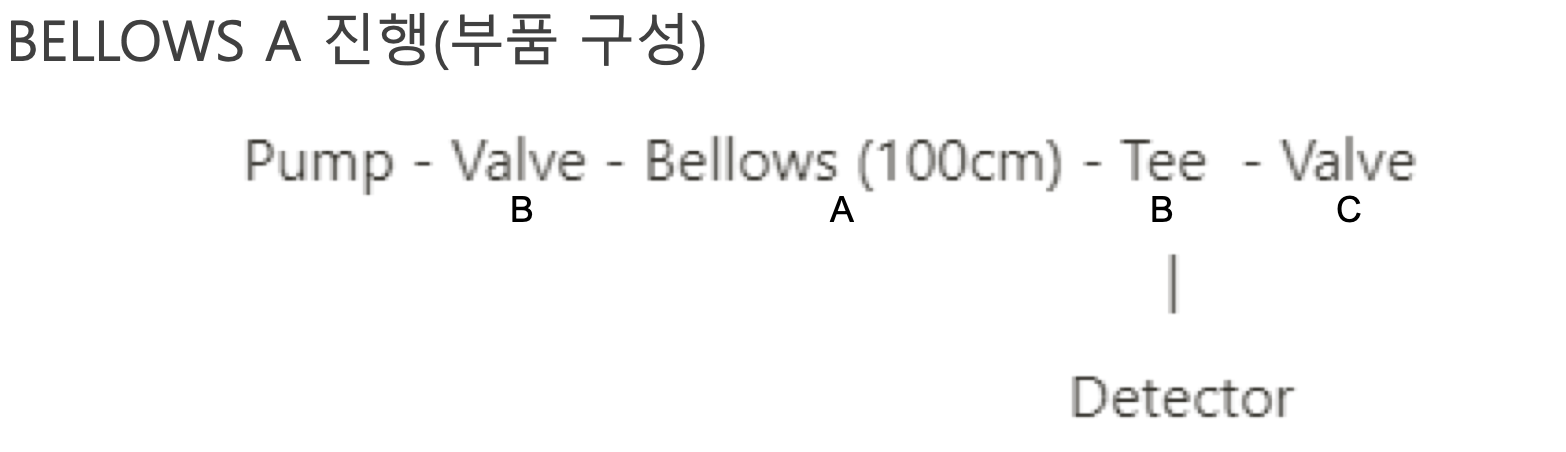 BELLOWS A 진행(부품 구성)
Pump - Valve - Bellows (100cm) - Tee - Valve
B A B C
|
Detector